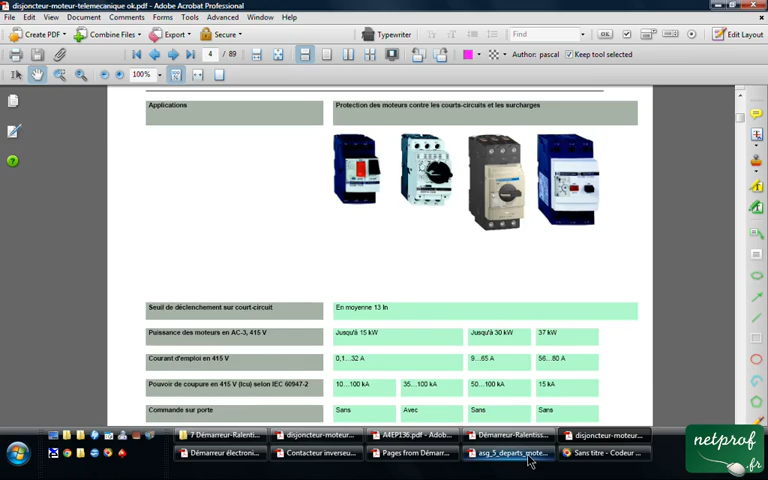 disjoncteur-moteur-telemecanique ok.pdf - Adobe Acrobat Professional
File Edit View Document Comments Forms Tools Advanced Window Help
Create PDF Combine Files Export Typewriter Find OK Edit Layout
4 / 89 Author: pascal Keep tool selected
100%
Applications Protection des moteurs contre les courts-circuits et les surcharges
Seuil de déclenchement sur court-circuit En moyenne 13 In
Puissance des moteurs en AC-3, 415 V Jusqu'à 15 kW Jusqu'à 30 kW 37 kW
Courant d'emploi en 415 V 0,1...32 A 9...65 A 56...80 A
Pouvoir de coupure en 415 V (Icu) selon IEC 60947-2 10...100 kA 35...100 kA 50...100 kA 15 kA
Commande sur porte Sans Avec Sans Sans
7 Démarreur-Ralenti... disjoncteur-moteur... A4EP136.pdf - Adob... Démarreur-Ralentiss... disjoncteur-moteur...
Démarreur électroni... Contacteur inverseu... Pages from Démarr... asg_5_departs_mote... Sans titre - Codeur ...
netprof
.fr